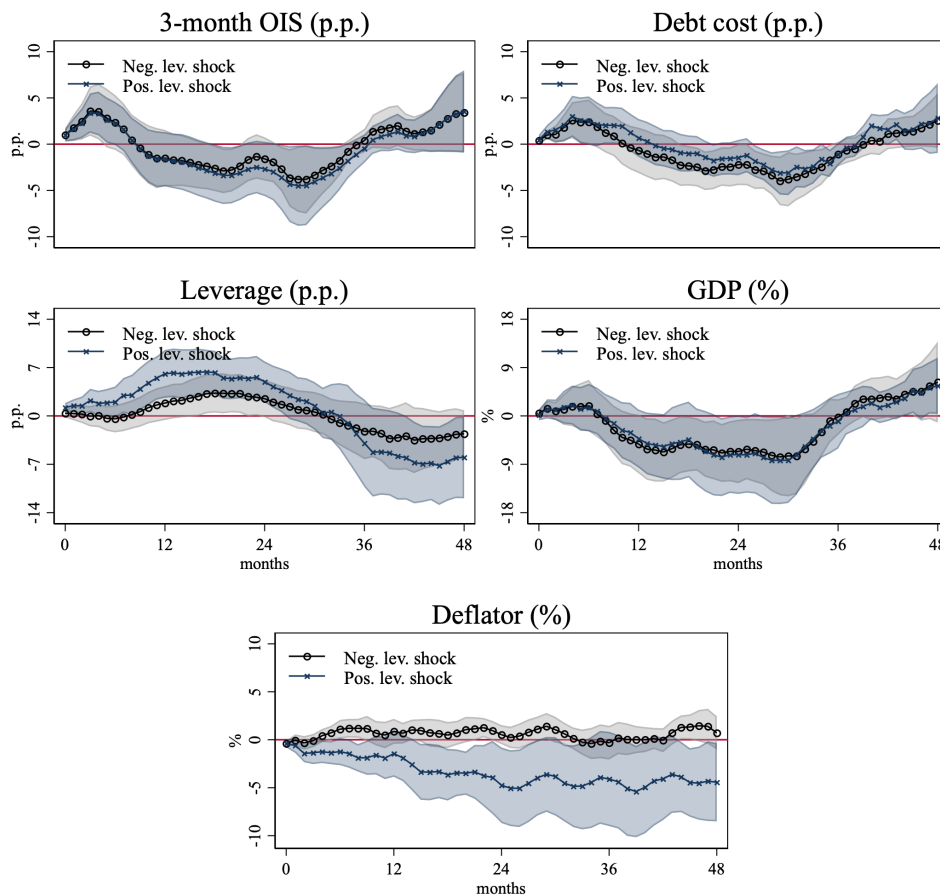 3-month OIS (p.p.)
Debt cost (p.p.)
10
5
0
-5
-10
p.p.
Neg. lev. shock
Pos. lev. shock
10
5
0
-5
-10
p.p.
Neg. lev. shock
Pos. lev. shock
Leverage (p.p.)
GDP (%)
14
7
0
-7
-14
p.p.
Neg. lev. shock
Pos. lev. shock
0 12 24 36 48
months
18
9
0
-9
-18
%
Neg. lev. shock
Pos. lev. shock
0 12 24 36 48
months
Deflator (%)
10
5
0
-5
-10
%
Neg. lev. shock
Pos. lev. shock
0 12 24 36 48
months